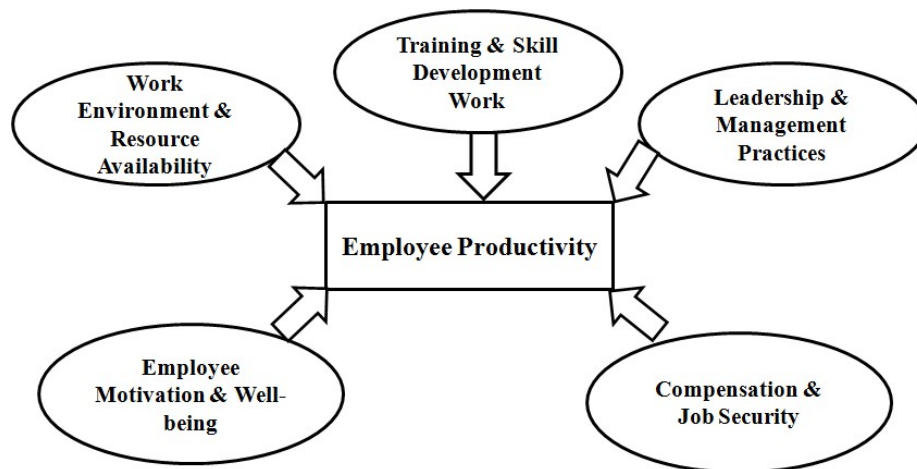 Training & Skill
Development
Work
Work
Environment &
Resource
Availability
Leadership &
Management
Practices
Employee Productivity
Employee
Motivation & Well-
being
Compensation &
Job Security